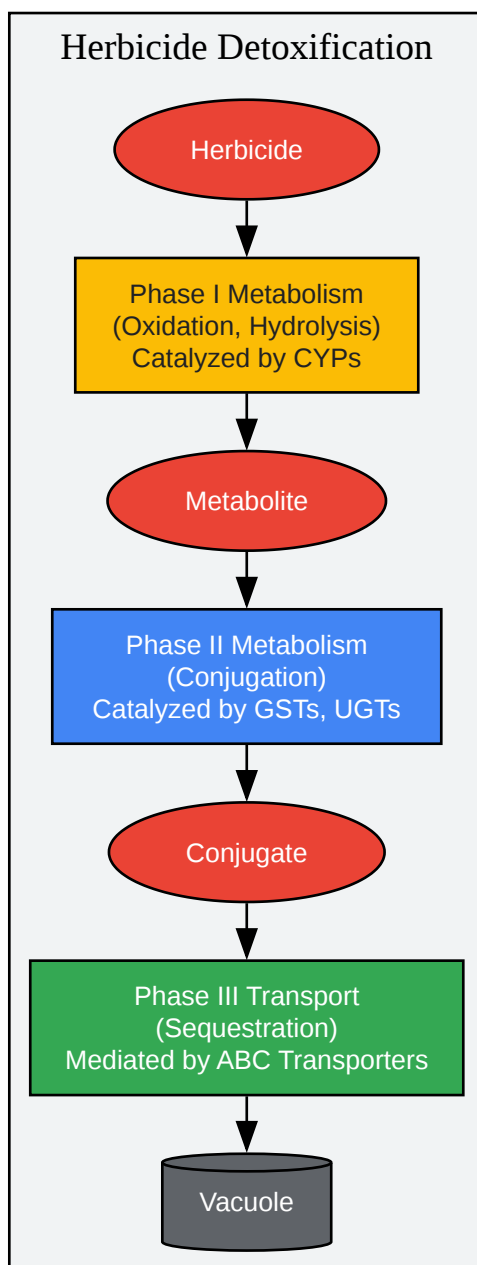 Herbicide Detoxification
Herbicide
Phase I Metabolism
(Oxidation, Hydrolysis)
Catalyzed by CYPs
Metabolite
Phase II Metabolism
(Conjugation)
Catalyzed by GSTs, UGTs
Conjugate
Phase III Transport
(Sequestration)
Mediated by ABC Transporters
Vacuole